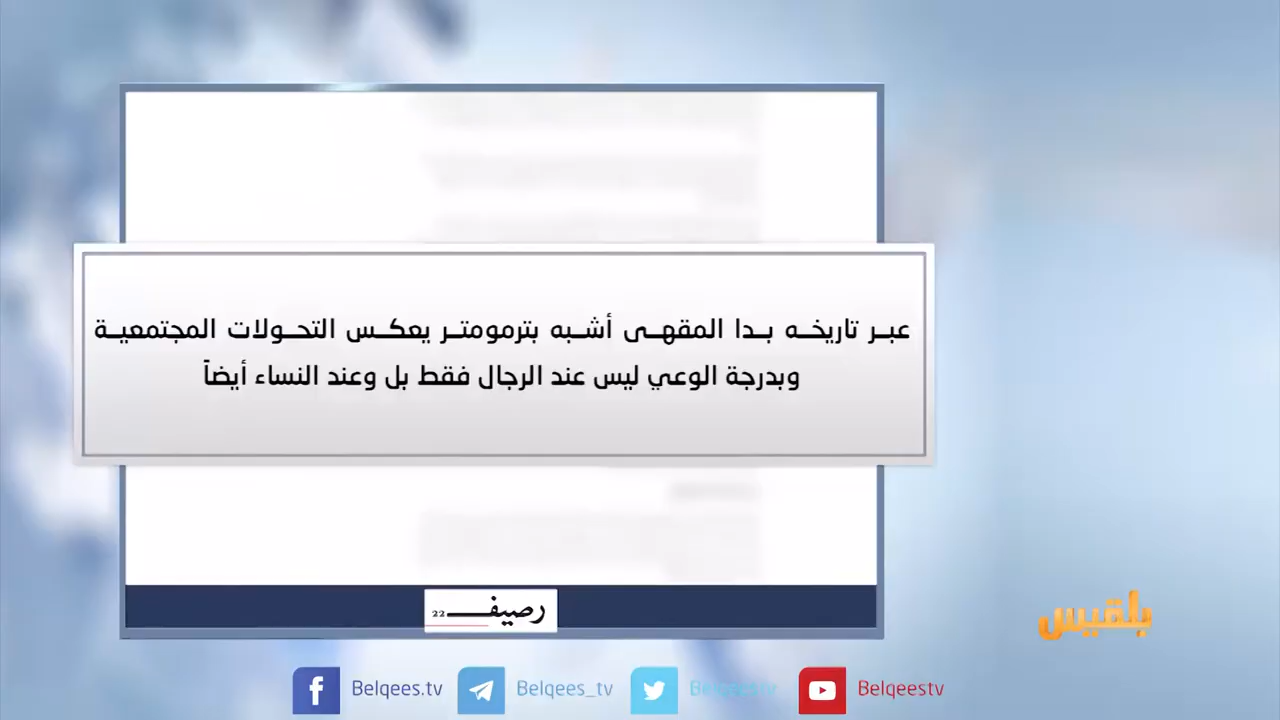 عبر تاريخه بدا المقهى أشبه بترمومتر يعكس التحولات المجتمعية
وبدرجة الوعي ليس عند الرجال فقط بل وعند النساء أيضاً
رصيف 22
بلقيس
Belqees.tv Belqees_tv Belqeestv Belqeestv